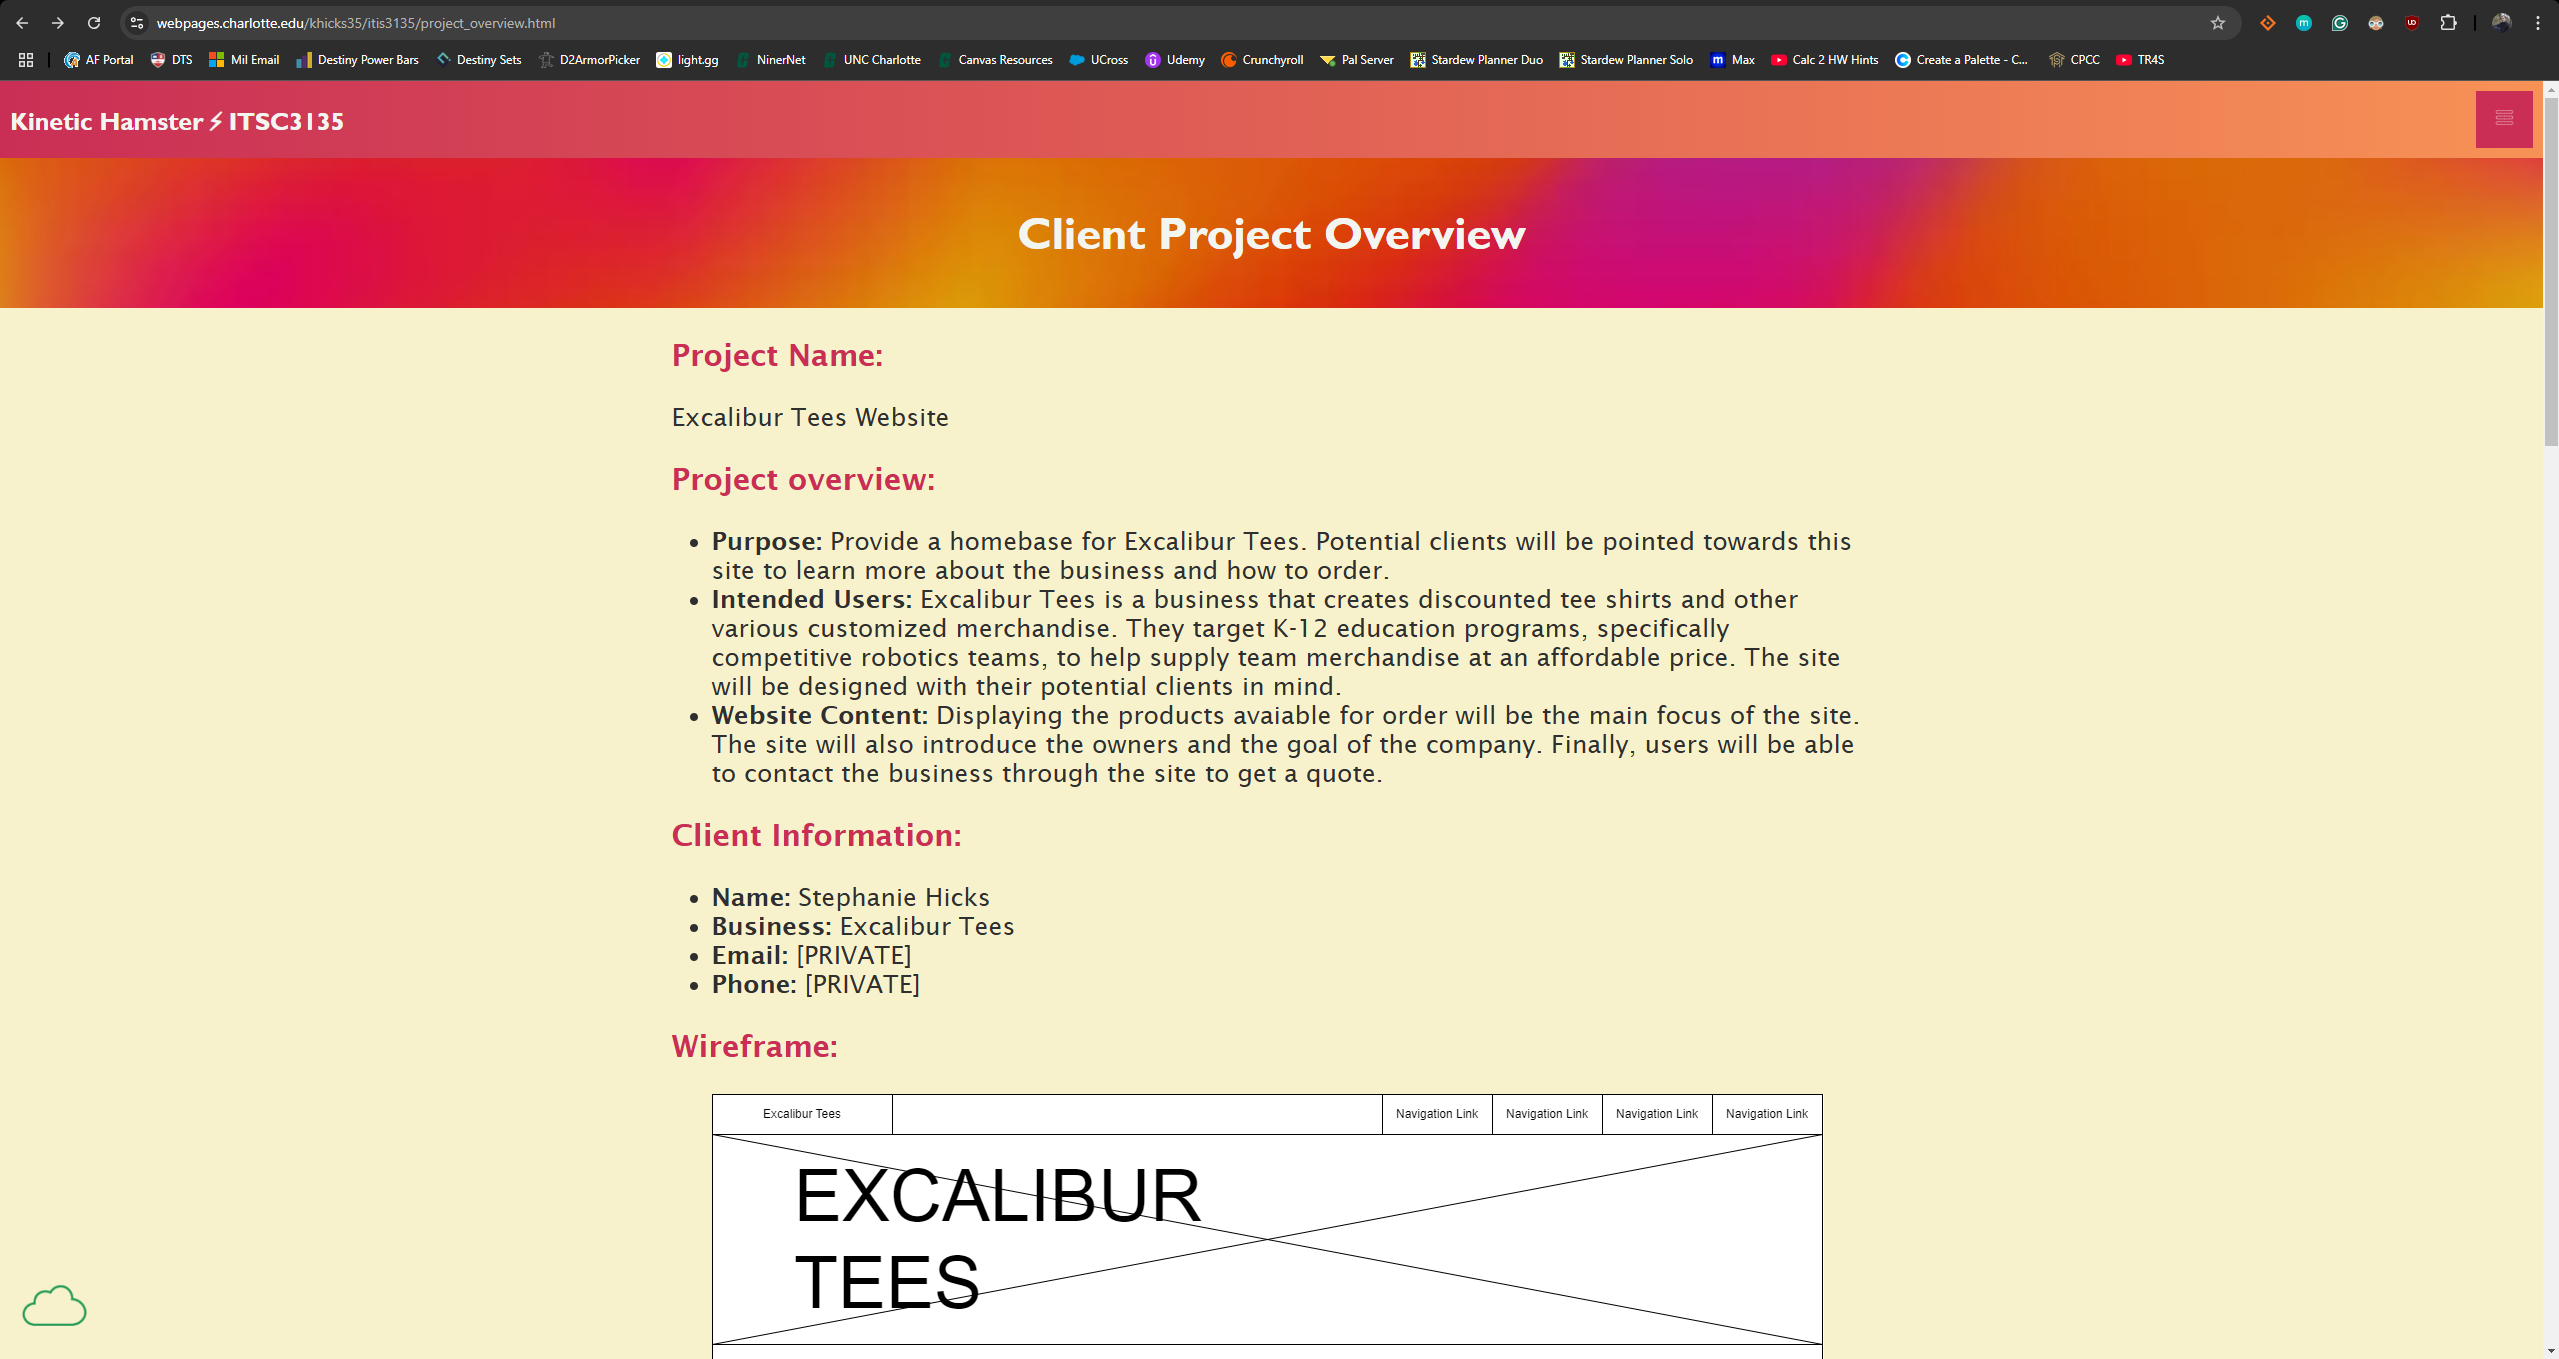 webpages.charlotte.edu/khicks35/itis3135/project_overview.html
AF Portal DTS Mil Email Destiny Power Bars Destiny Sets D2ArmorPicker light.gg NinerNet UNC Charlotte Canvas Resources UCross Udemy Crunchyroll Pal Server Stardew Planner Duo Stardew Planner Solo Max Calc 2 HW Hints Create a Palette - C... CPCC TR4S
Kinetic Hamster⚡ITSC3135
Client Project Overview
Project Name:
Excalibur Tees Website
Project overview:
• Purpose: Provide a homebase for Excalibur Tees. Potential clients will be pointed towards this
site to learn more about the business and how to order.
• Intended Users: Excalibur Tees is a business that creates discounted tee shirts and other
various customized merchandise. They target K-12 education programs, specifically
competitive robotics teams, to help supply team merchandise at an affordable price. The site
will be designed with their potential clients in mind.
• Website Content: Displaying the products avaiable for order will be the main focus of the site.
The site will also introduce the owners and the goal of the company. Finally, users will be able
to contact the business through the site to get a quote.
Client Information:
• Name: Stephanie Hicks
• Business: Excalibur Tees
• Email: [PRIVATE]
• Phone: [PRIVATE]
Wireframe:
Excalibur Tees Navigation Link Navigation Link Navigation Link Navigation Link
EXCALIBUR
TEES